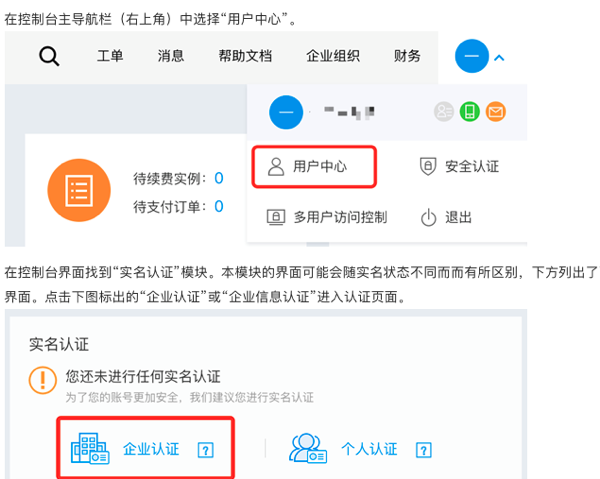 在控制台主导航栏（右上角）中选择“用户中心”。
工单 消息 帮助文档 企业组织 财务
待续费实例：0
待支付订单：0
用户中心 安全认证
多用户访问控制 退出
在控制台界面找到“实名认证”模块。本模块的界面可能会随实名状态不同而而有所区别，下方列出了
界面。点击下图标出的“企业认证”或“企业信息认证”进入认证页面。
实名认证
您还未进行任何实名认证
为了您的账号更加安全，我们建议您进行实名认证
企业认证 ? 个人认证 ?